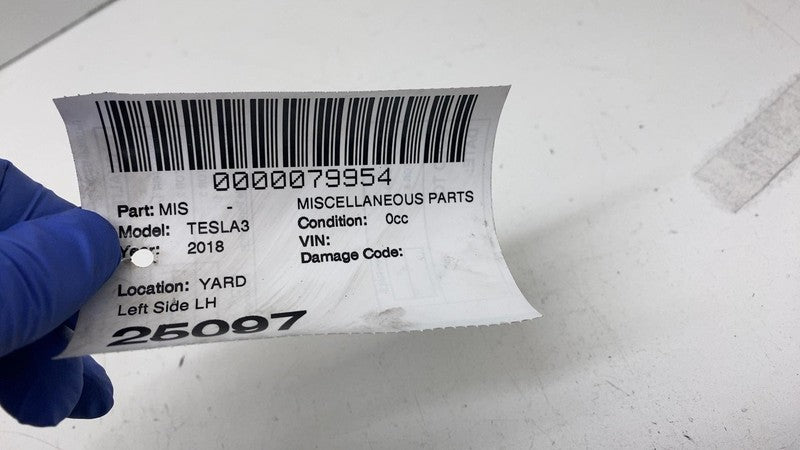 0000079954
Part: MIS - MISCELLANEOUS PARTS
Model: TESLA3 Condition: 0cc
Year: 2018 VIN:
Damage Code:
Location: YARD
Left Side LH
25097